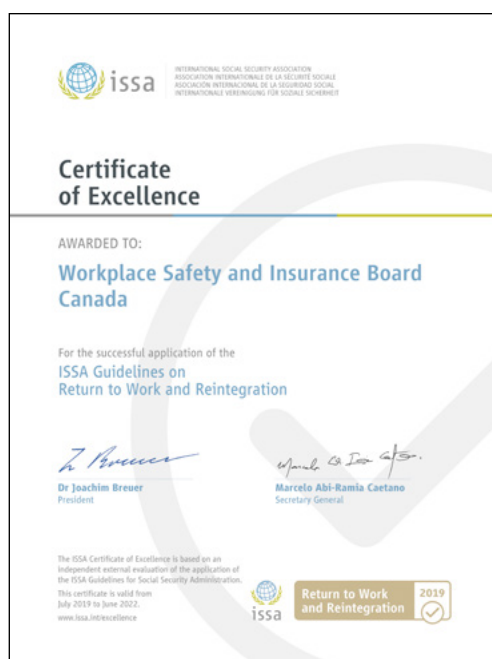 issa
INTERNATIONAL SOCIAL SECURITY ASSOCIATION
ASSOCIATION INTERNATIONALE DE LA SÉCURITÉ SOCIALE
ASOCIACIÓN INTERNACIONAL DE LA SEGURIDAD SOCIAL
INTERNATIONALE VEREINIGUNG FÜR SOZIALE SICHERHEIT
Certificate
of Excellence
AWARDED TO:
Workplace Safety and Insurance Board
Canada
For the successful application of the
ISSA Guidelines on
Return to Work and Reintegration
Dr Joachim Breuer
President
Marcelo Abi-Ramia Caetano
Secretary General
The ISSA Certificate of Excellence is based on an
independent external evaluation of the application of
the ISSA Guidelines for Social Security Administration.
This certificate is valid from
July 2019 to June 2022.
www.issa.int/excellence
issa
Return to Work
and Reintegration
2019